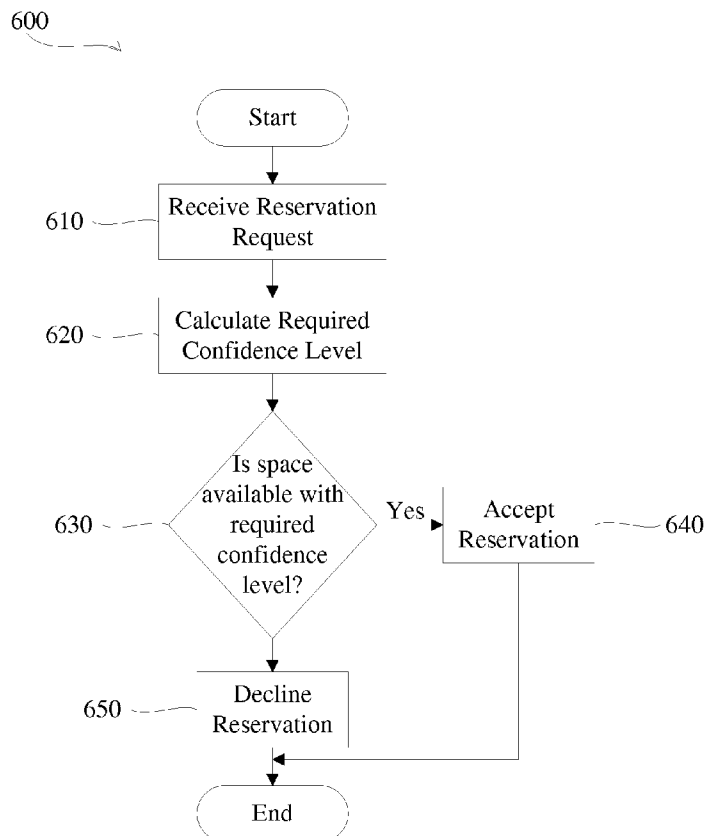 600
Start
610
Receive Reservation
Request
620
Calculate Required
Confidence Level
630
Is space
available with
required
confidence
level?
Yes
Accept
Reservation
640
650
Decline
Reservation
End